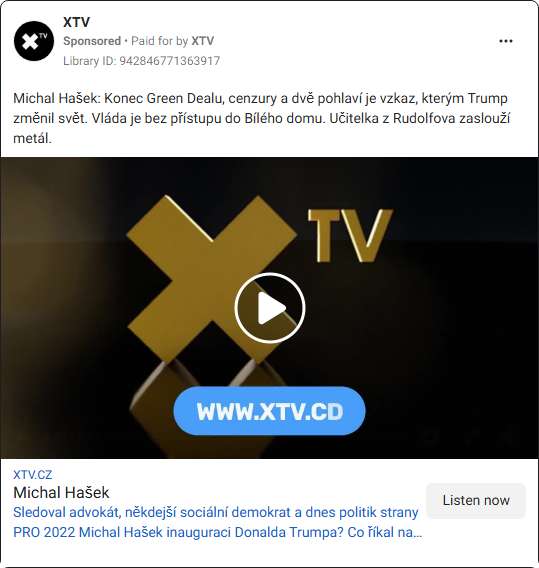 XTV
Sponsored • Paid for by XTV
Library ID: 942846771363917
Michal Hašek: Konec Green Dealu, cenzury a dvě pohlaví je vzkaz, kterým Trump
změnil svět. Vláda je bez přístupu do Bílého domu. Učitelka z Rudolfova zaslouží
metál.
XTV
WWW.XTV.CD
XTV.CZ
Michal Hašek
Sledoval advokát, někdejší sociální demokrat a dnes politik strany
PRO 2022 Michal Hašek inauguraci Donalda Trumpa? Co říkal na...
Listen now